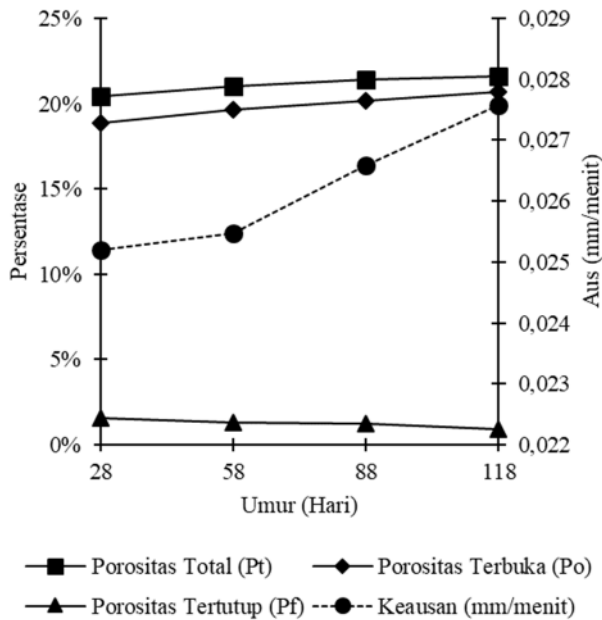 25%
20%
15%
10%
5%
0%
Persentase
0,029
0,028
0,027
0,026
0,025
0,024
0,023
0,022
Aus (mm/menit)
28 58 88 118
Umur (Hari)
Porositas Total (Pt) Porositas Terbuka (Po)
Porositas Tertutup (Pf) Keausan (mm/menit)